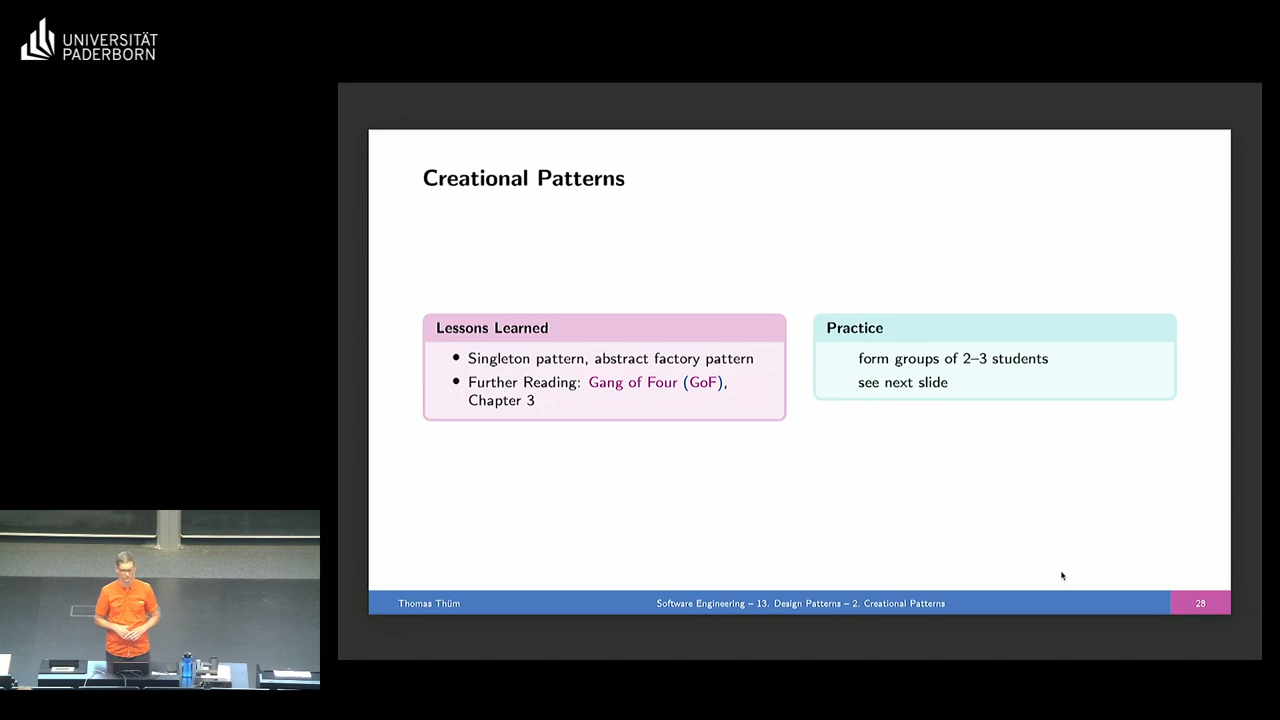 UNIVERSITÄT
PADERBORN
Creational Patterns
Lessons Learned
Singleton pattern, abstract factory pattern
Further Reading: Gang of Four (GoF),
Chapter 3
Practice
form groups of 2–3 students
see next slide
Thomas Thüm
Software Engineering – 13. Design Patterns – 2. Creational Patterns
28